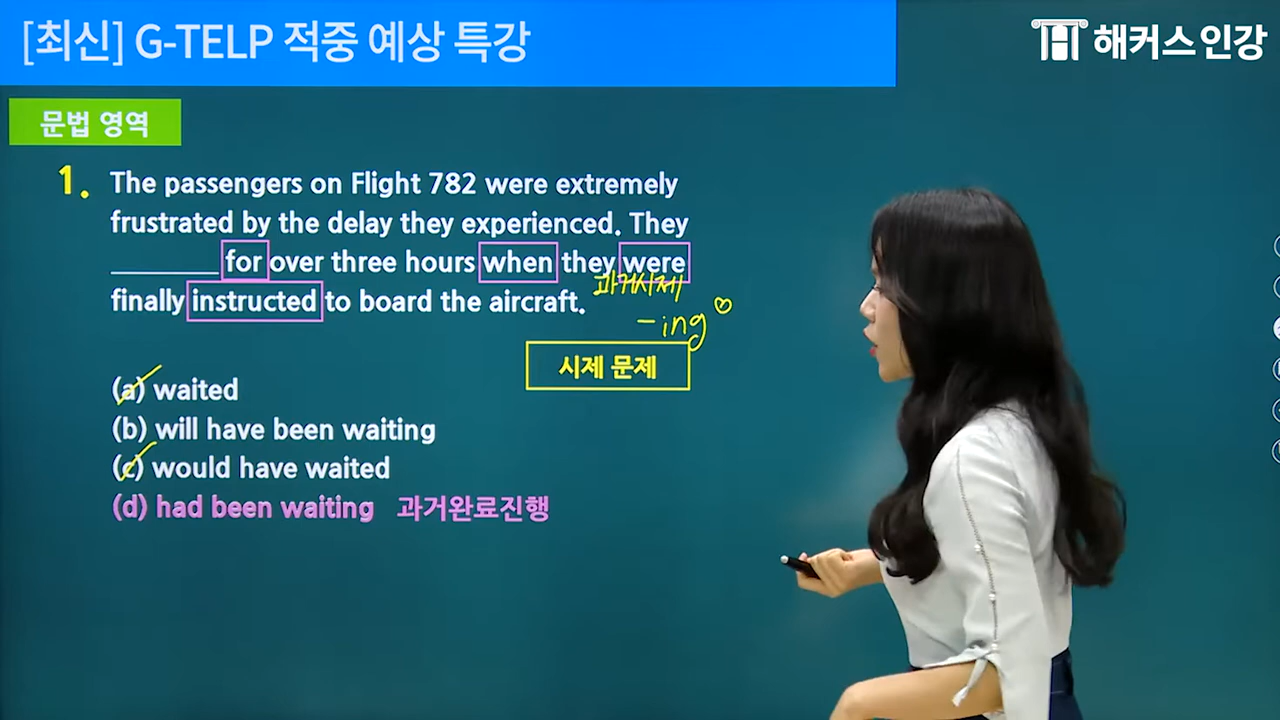 [최신] G-TELP 적중 예상 특강
해커스인강
문법 영역
1. The passengers on Flight 782 were extremely
frustrated by the delay they experienced. They
________ for over three hours when they were
과거시제
finally instructed to board the aircraft.
-ing
시제 문제
(a) waited
(b) will have been waiting
(c) would have waited
(d) had been waiting 과거완료진행